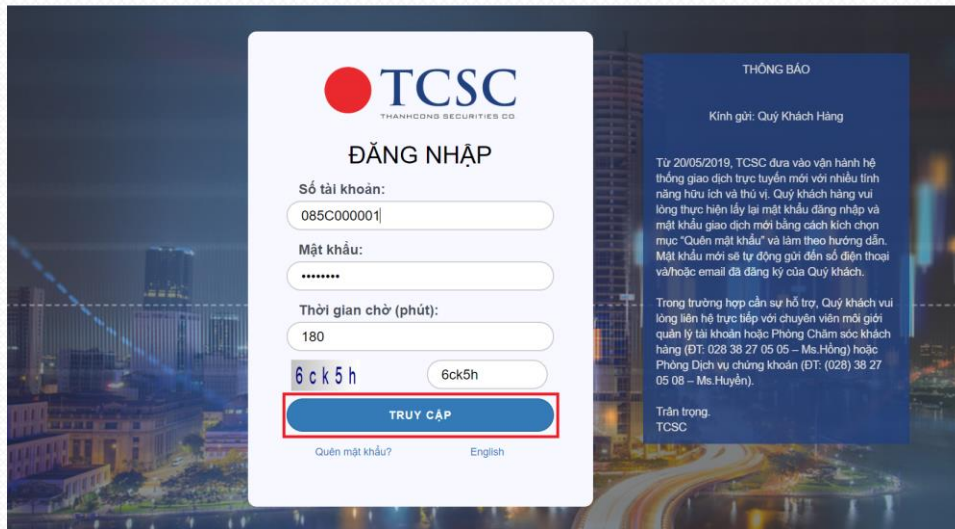 TCSC
THANHCONG SECURITIES CO
ĐĂNG NHẬP
Số tài khoản:
085C000001
Mật khẩu:
••••••••
Thời gian chờ (phút):
180
6ck5h
6ck5h
TRUY CẬP
Quên mật khẩu?
English
THÔNG BÁO
Kính gửi: Quý Khách Hàng
Từ 20/05/2019, TCSC đưa vào vận hành hệ
thống giao dịch trực tuyến mới với nhiều tính
năng hữu ích và thú vị. Quý khách hàng vui
lòng thực hiện lấy lại mật khẩu đăng nhập và
mật khẩu giao dịch mới bằng cách kích chọn
mục "Quên mật khẩu" và làm theo hướng dẫn.
Mật khẩu mới sẽ tự động gửi đến số điện thoại
và/hoặc email đã đăng ký của Quý khách.
Trong trường hợp cần sự hỗ trợ, Quý khách vui
lòng liên hệ trực tiếp với chuyên viên môi giới
quản lý tài khoản hoặc Phòng Chăm sóc khách
hàng (ĐT: 028 38 27 05 05 – Ms.Hồng) hoặc
Phòng Dịch vụ chứng khoán (ĐT: (028) 38 27
05 08 – Ms.Huyền).
Trân trọng.
TCSC